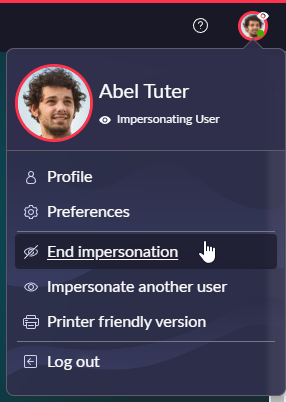 Abel Tuter
Impersonating User
Profile
Preferences
End impersonation
Impersonate another user
Printer friendly version
Log out